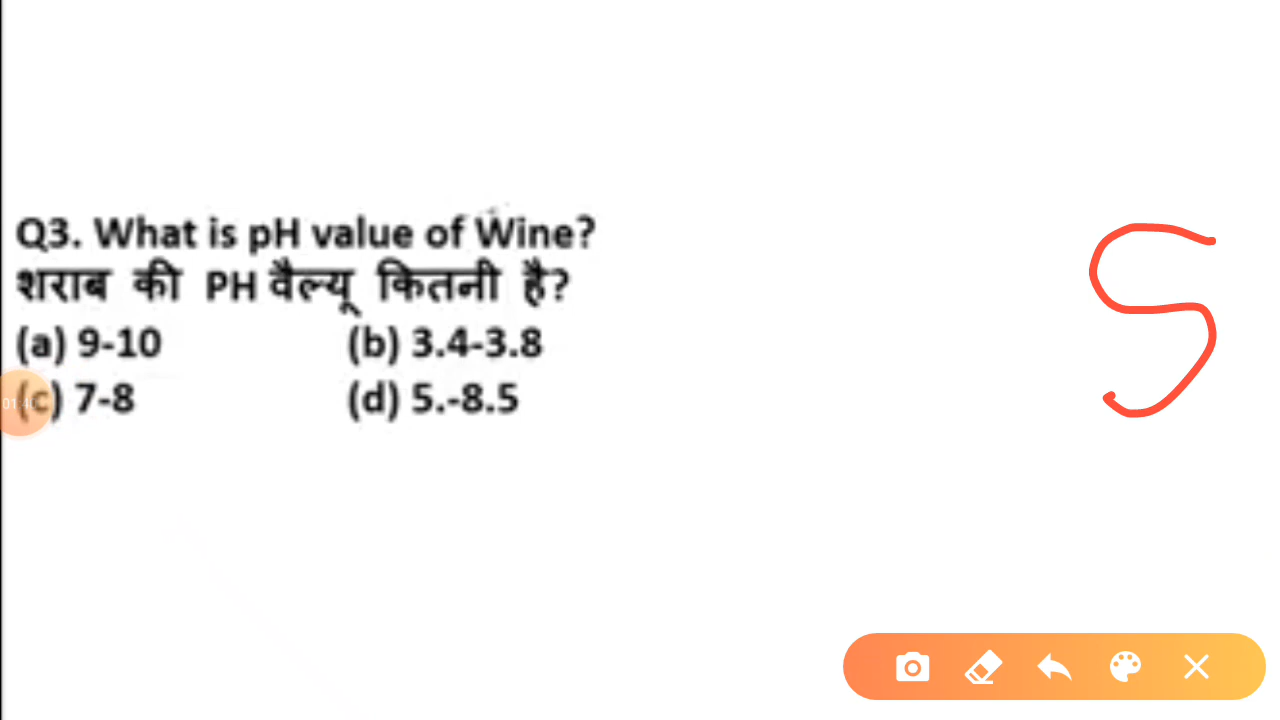 Q3. What is pH value of Wine?
शराब की PH वैल्यू कितनी है?
(a) 9-10 (b) 3.4-3.8
(c) 7-8 (d) 5.-8.5
5